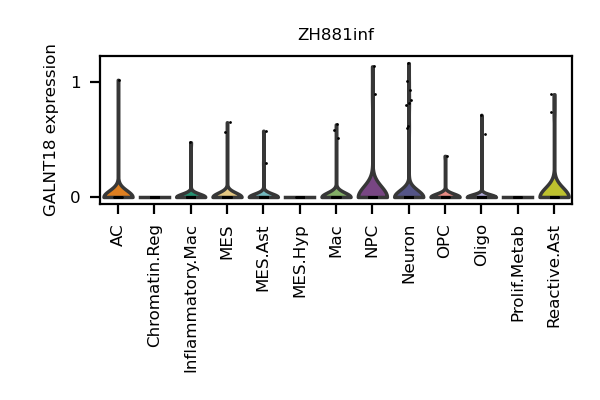 ZH881inf
GALNT18 expression
1
0
AC
Chromatin.Reg
Inflammatory.Mac
MES
MES.Ast
MES.Hyp
Mac
NPC
Neuron
OPC
Oligo
Prolif.Metab
Reactive.Ast